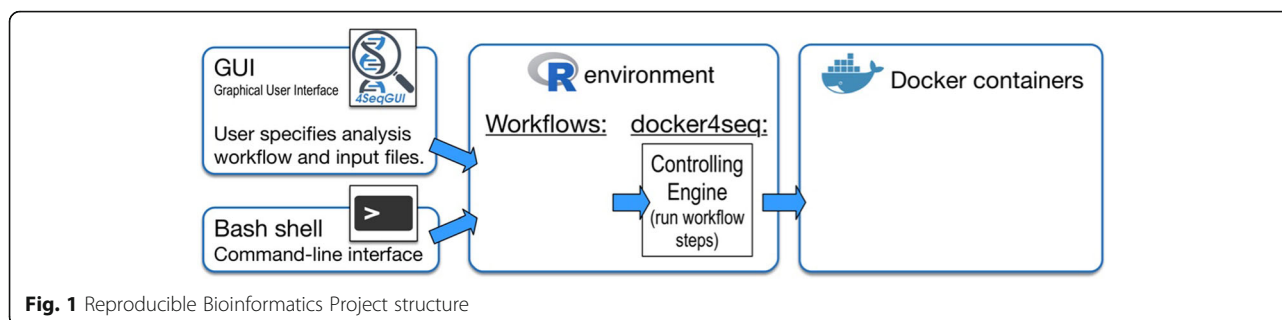 GUI
Graphical User Interface
4SeqGUI
User specifies analysis
workflow and input files.
>
Bash shell
Command-line interface
R environment
Workflows:
docker4seq:
Controlling
Engine
(run workflow
steps)
Docker containers
Fig. 1 Reproducible Bioinformatics Project structure